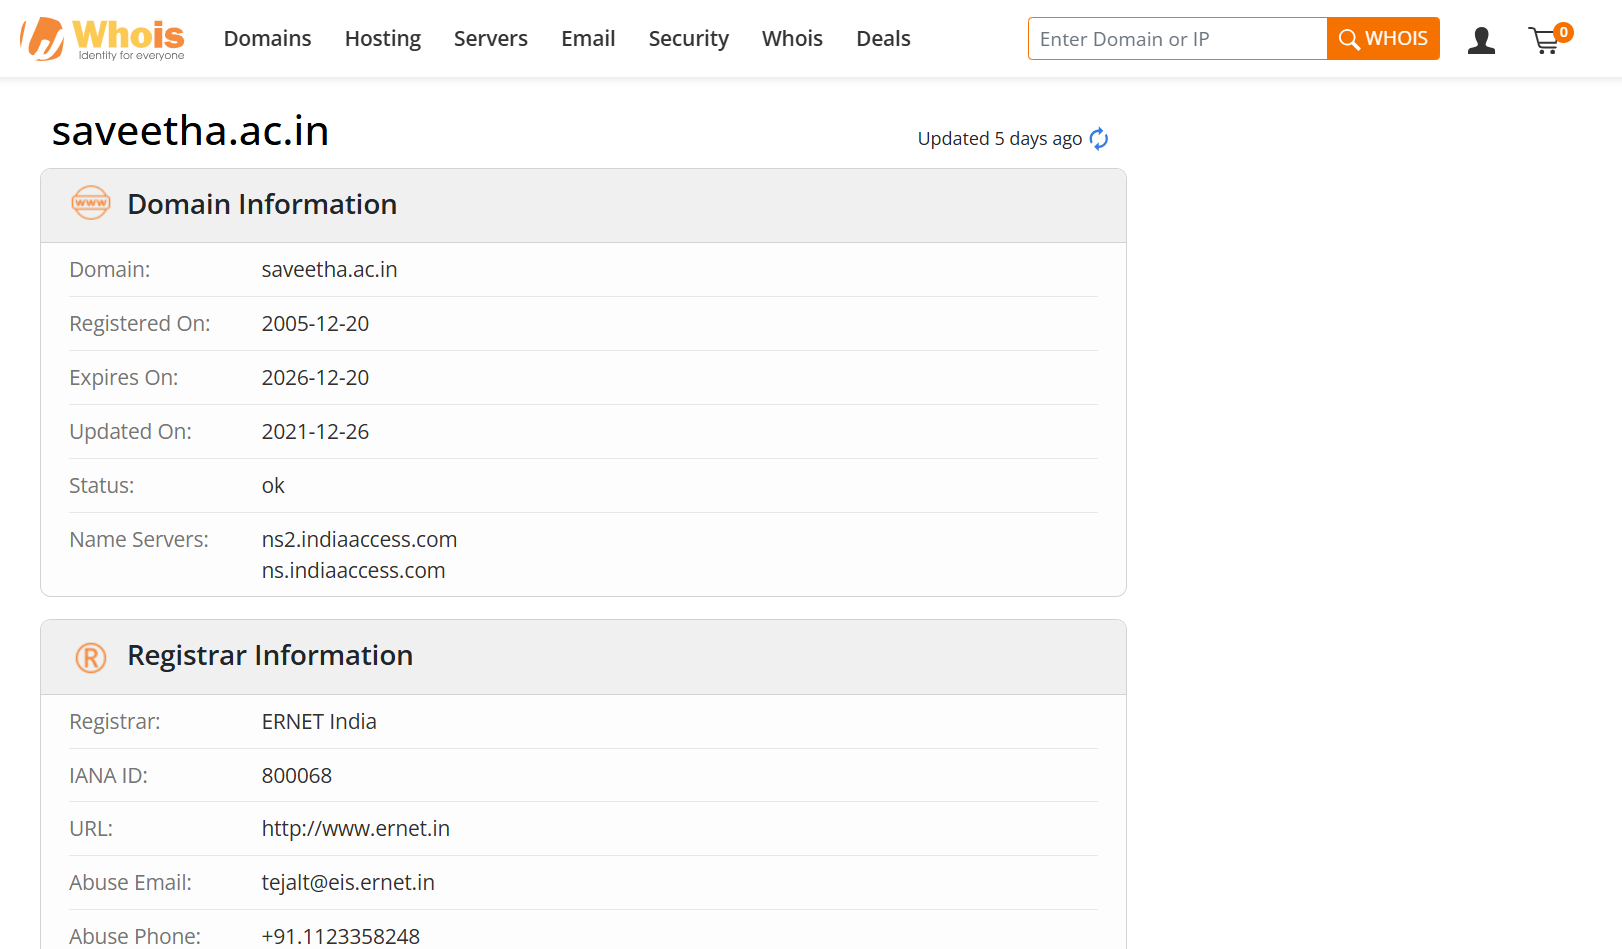 Whois
Identity for everyone
Domains Hosting Servers Email Security Whois Deals
Enter Domain or IP
WHOIS
0
saveetha.ac.in
Updated 5 days ago
www
Domain Information
Domain: saveetha.ac.in
Registered On: 2005-12-20
Expires On: 2026-12-20
Updated On: 2021-12-26
Status: ok
Name Servers: ns2.indiaaccess.com
ns.indiaaccess.com
R
Registrar Information
Registrar: ERNET India
IANA ID: 800068
URL: http://www.ernet.in
Abuse Email: tejalt@eis.ernet.in
Abuse Phone: +91.1123358248